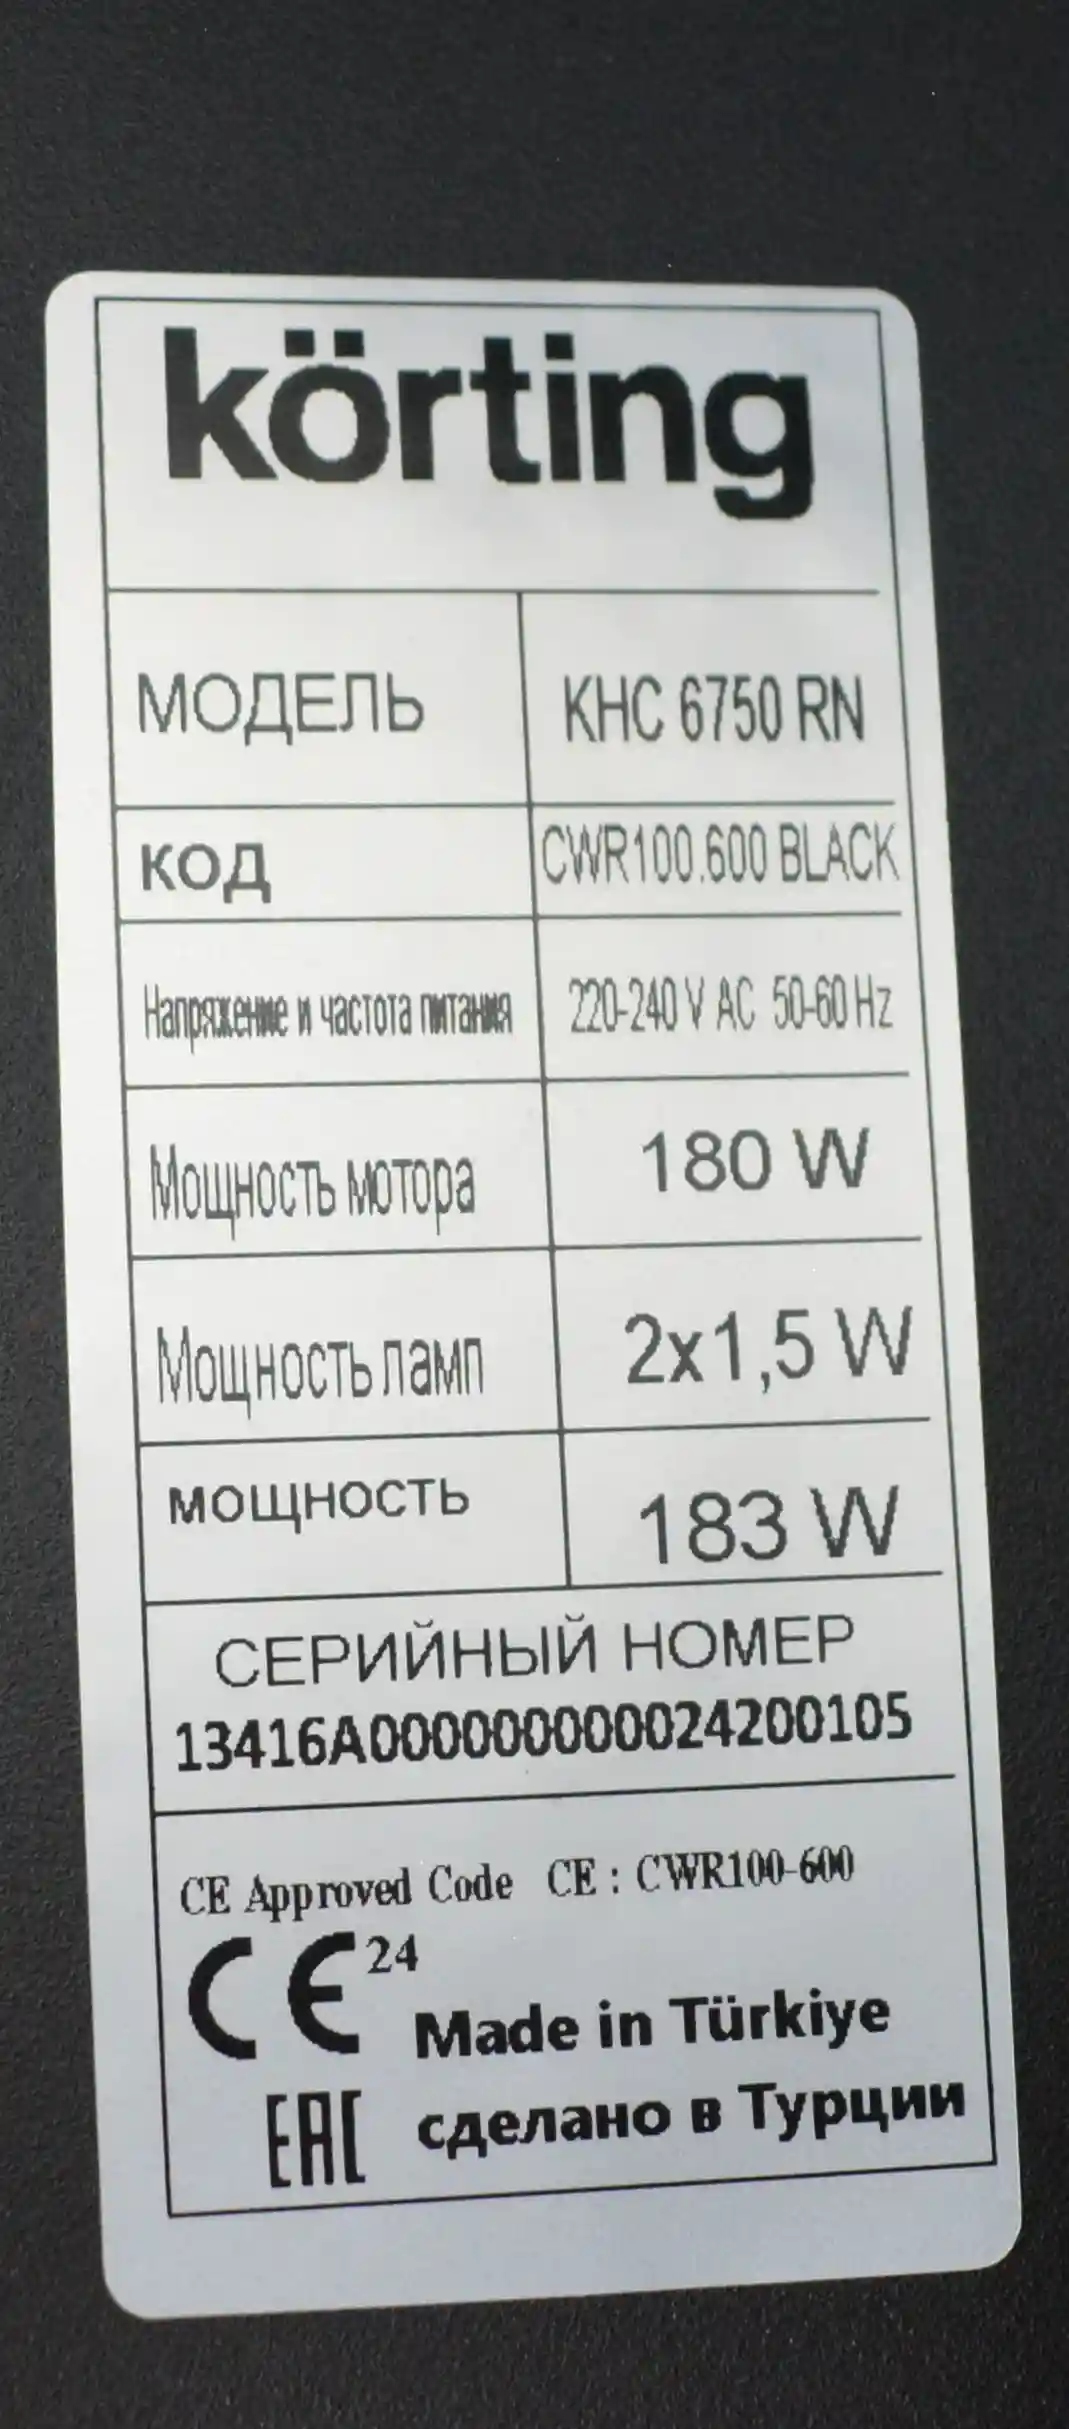 körting
МОДЕЛЬ KHC 6750 RN
КОД CWR100.600 BLACK
Напряжение и частота питания 220-240 V AC 50-60 Hz
Мощность мотора 180 W
Мощность ламп 2x1,5 W
МОЩНОСТЬ 183 W
СЕРИЙНЫЙ НОМЕР
13416A000000000024200105
CE Approved Code CE : CWR100-600
CE 24
Made in Türkiye
EAC сделано в Турции